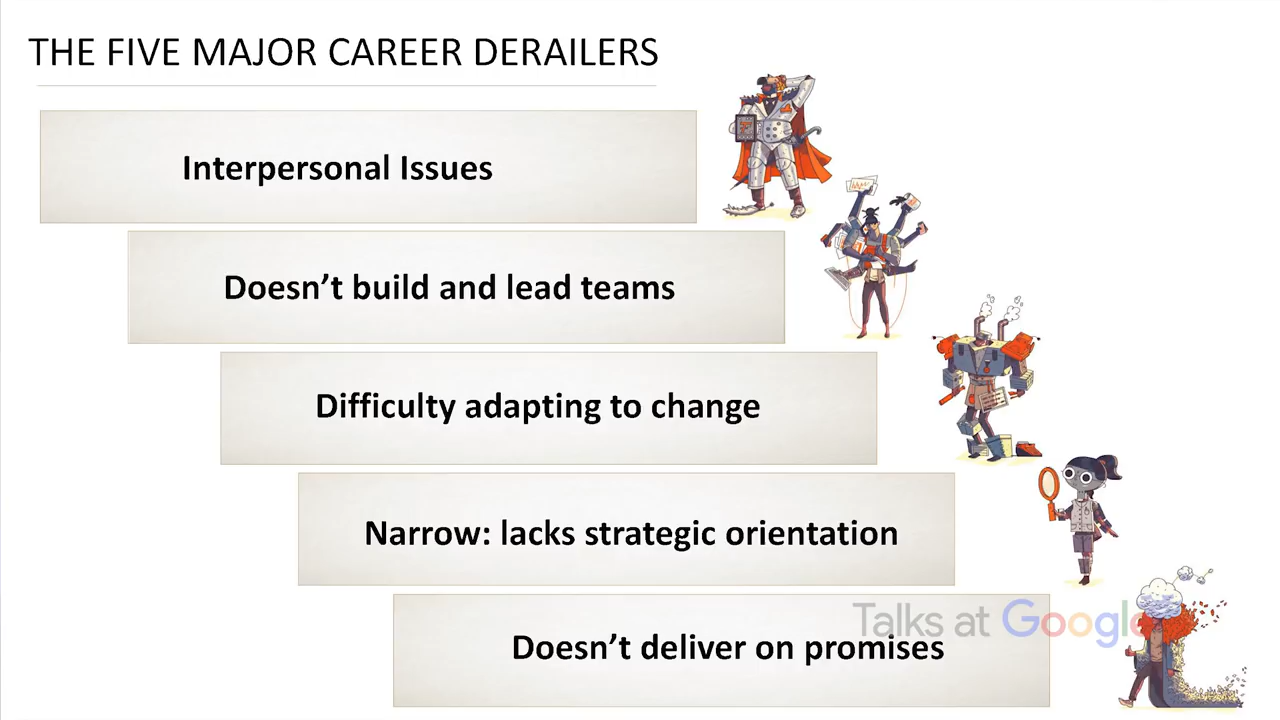 THE FIVE MAJOR CAREER DERAILERS
Interpersonal Issues
Doesn’t build and lead teams
Difficulty adapting to change
Narrow: lacks strategic orientation
Talks at Google
Doesn’t deliver on promises